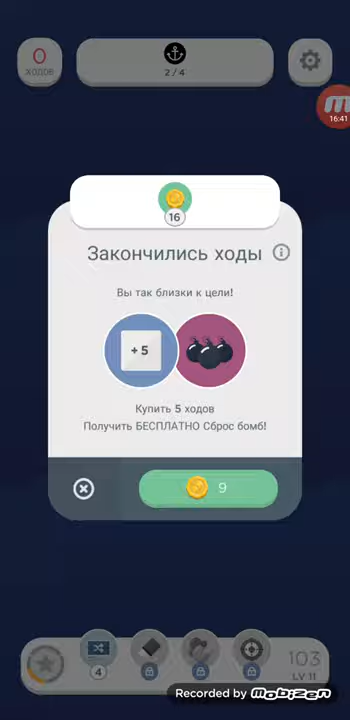 0
ходов
2 / 4
16:41
16
Закончились ходы
Вы так близки к цели!
+ 5
Купить 5 ходов
Получить БЕСПЛАТНО Сброс бомб!
9
4
103
LV 11
Recorded by Mobizen